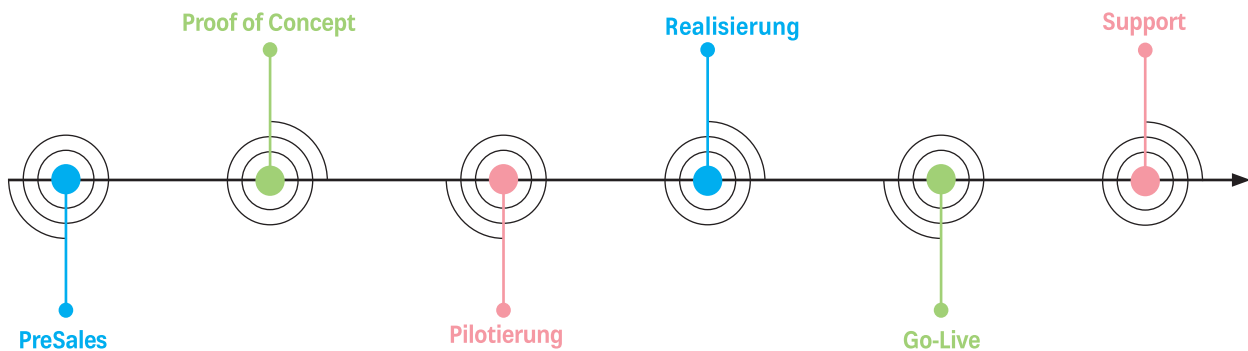 PreSales
Proof of Concept
Pilotierung
Realisierung
Go-Live
Support